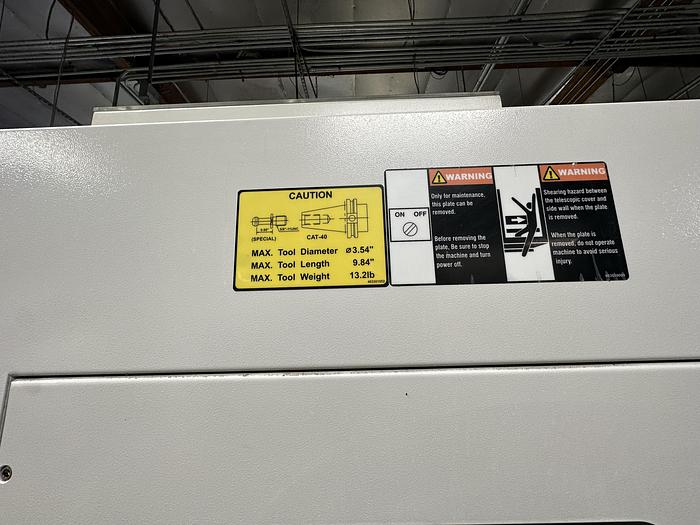 CAUTION
(SPECIAL)
CAT-40
MAX. Tool Diameter ⌀3.54"
MAX. Tool Length 9.84"
MAX. Tool Weight 13.2lb
ON OFF
WARNING
Only for maintenance,
this plate can be
removed.
Before removing the
plate, Be sure to stop
the machine and turn
power off.
WARNING
Shearing hazard between
the telescopic cover and
side wall when the plate
is removed.
When the plate is
removed, do not operate
machine to avoid serious
injury.